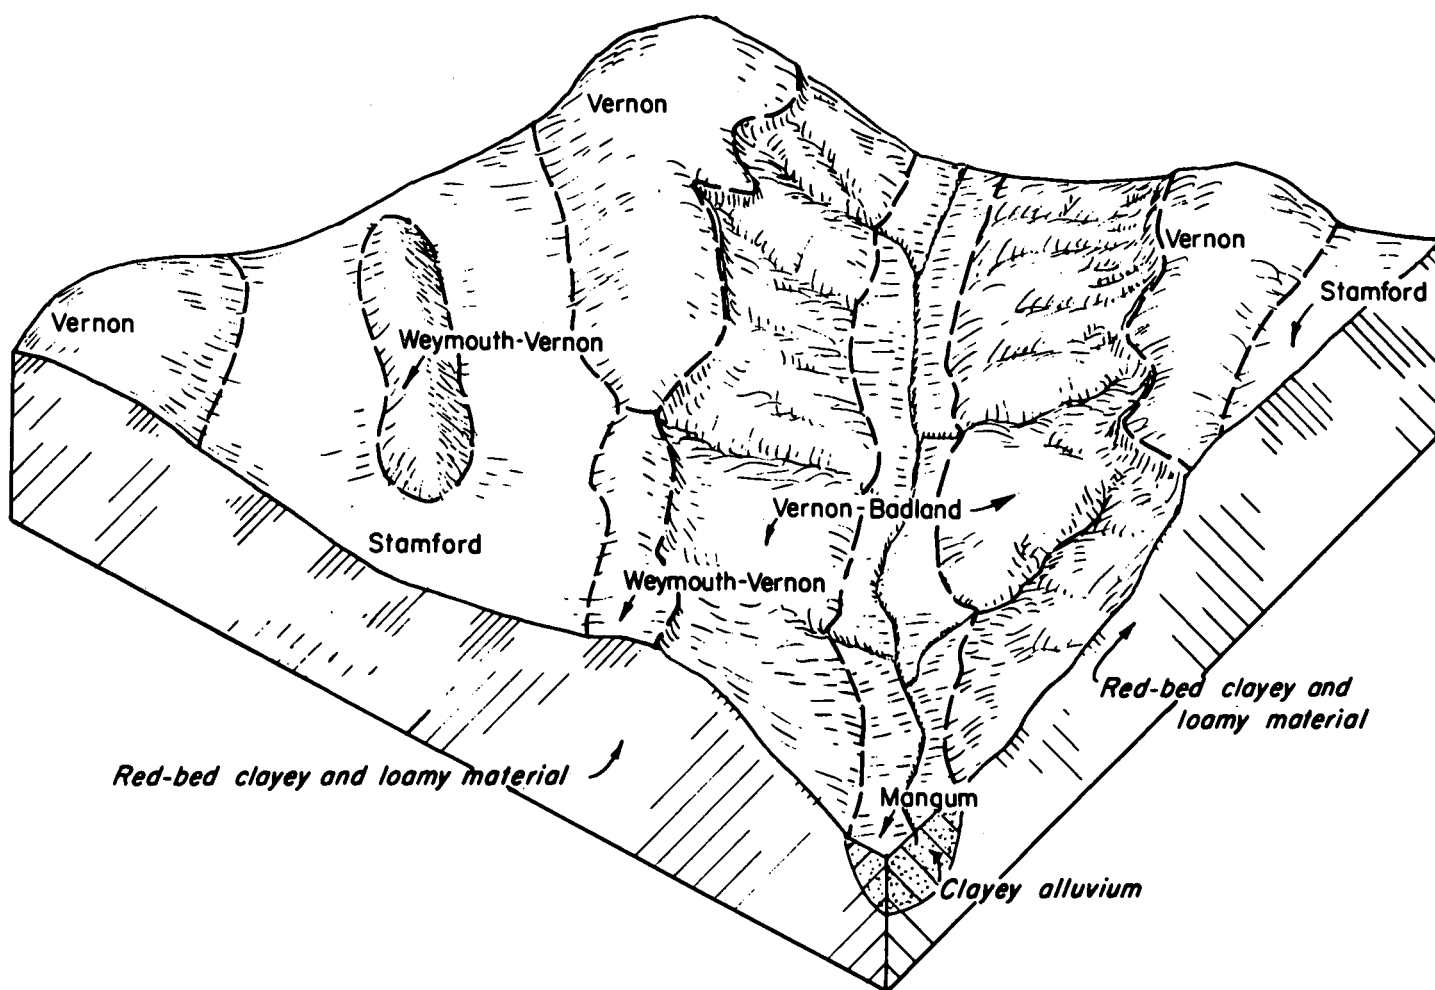 Vernon
Vernon
Stamford
Vernon
Weymouth-Vernon
Vernon-Badland
Stamford
Weymouth-Vernon
Red-bed clayey and
loamy material
Red-bed clayey and loamy material
Mangum
Clayey alluvium